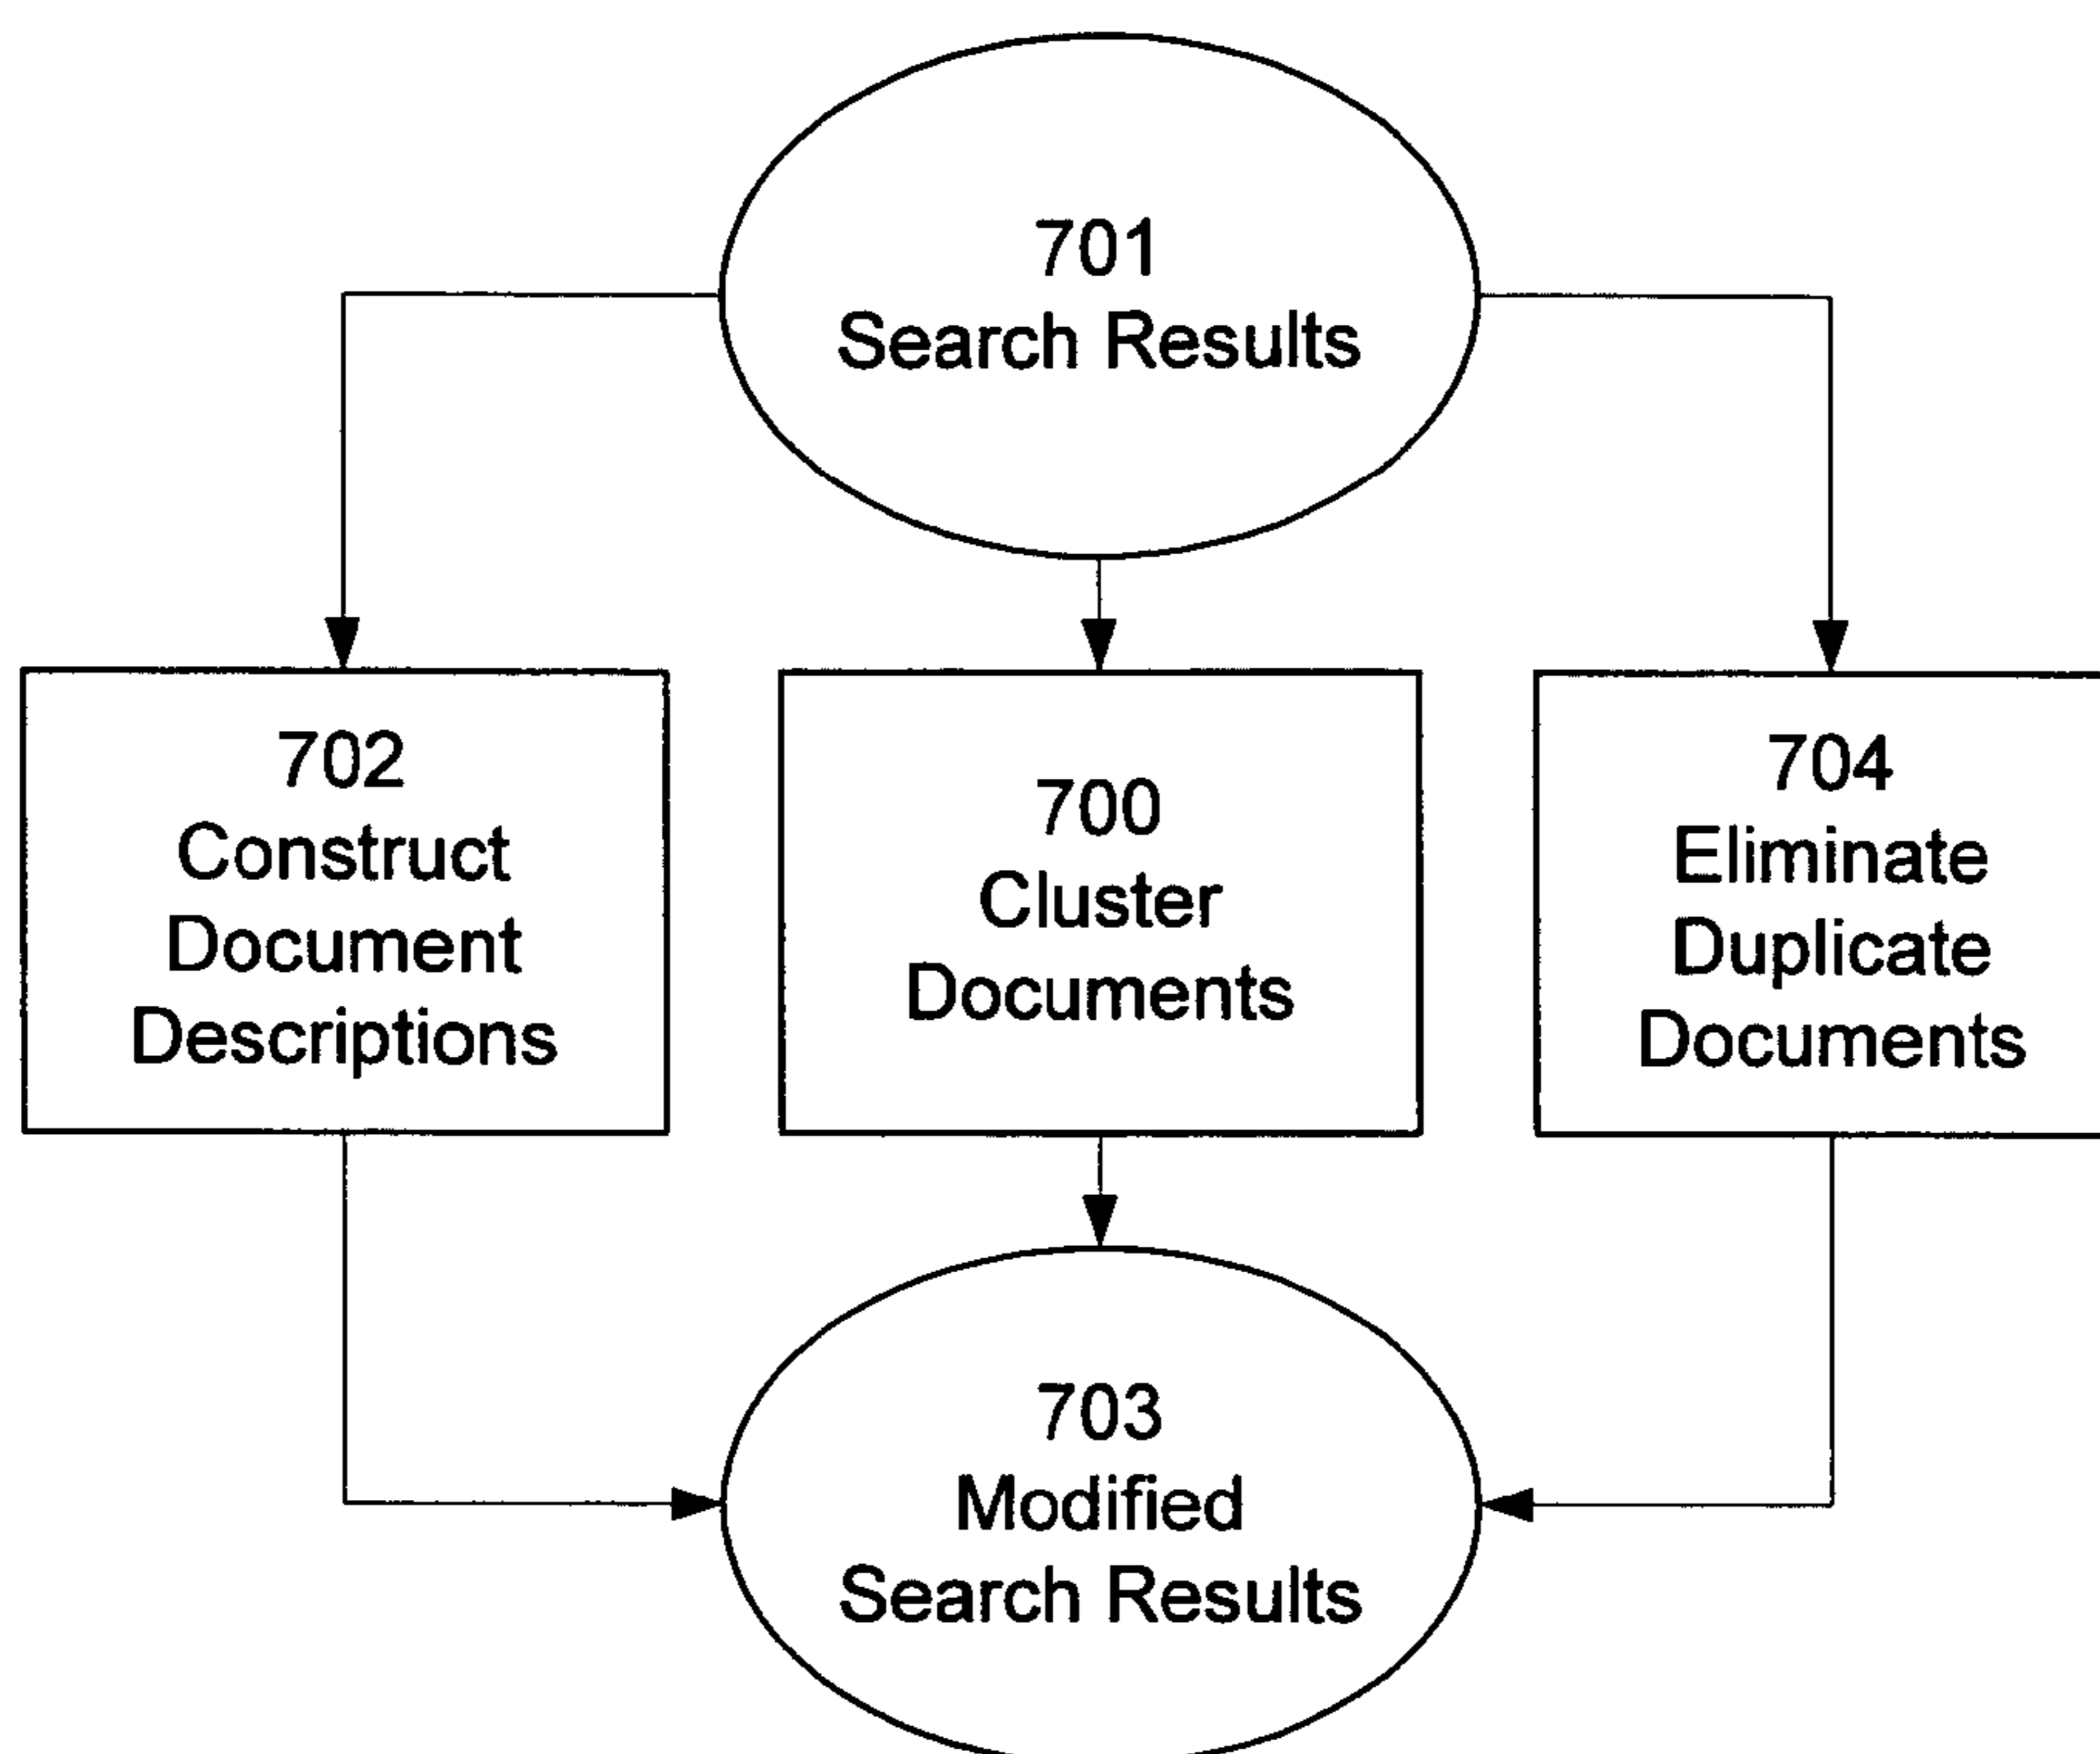 701
Search Results
702
Construct
Document
Descriptions
700
Cluster
Documents
704
Eliminate
Duplicate
Documents
703
Modified
Search Results